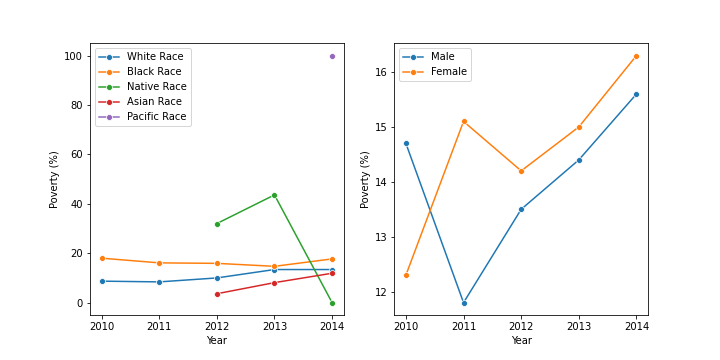 White Race
Black Race
Native Race
Asian Race
Pacific Race
100
80
60
40
20
0
Poverty (%)
2010 2011 2012 2013 2014
Year
Male
Female
16
15
14
13
12
Poverty (%)
2010 2011 2012 2013 2014
Year